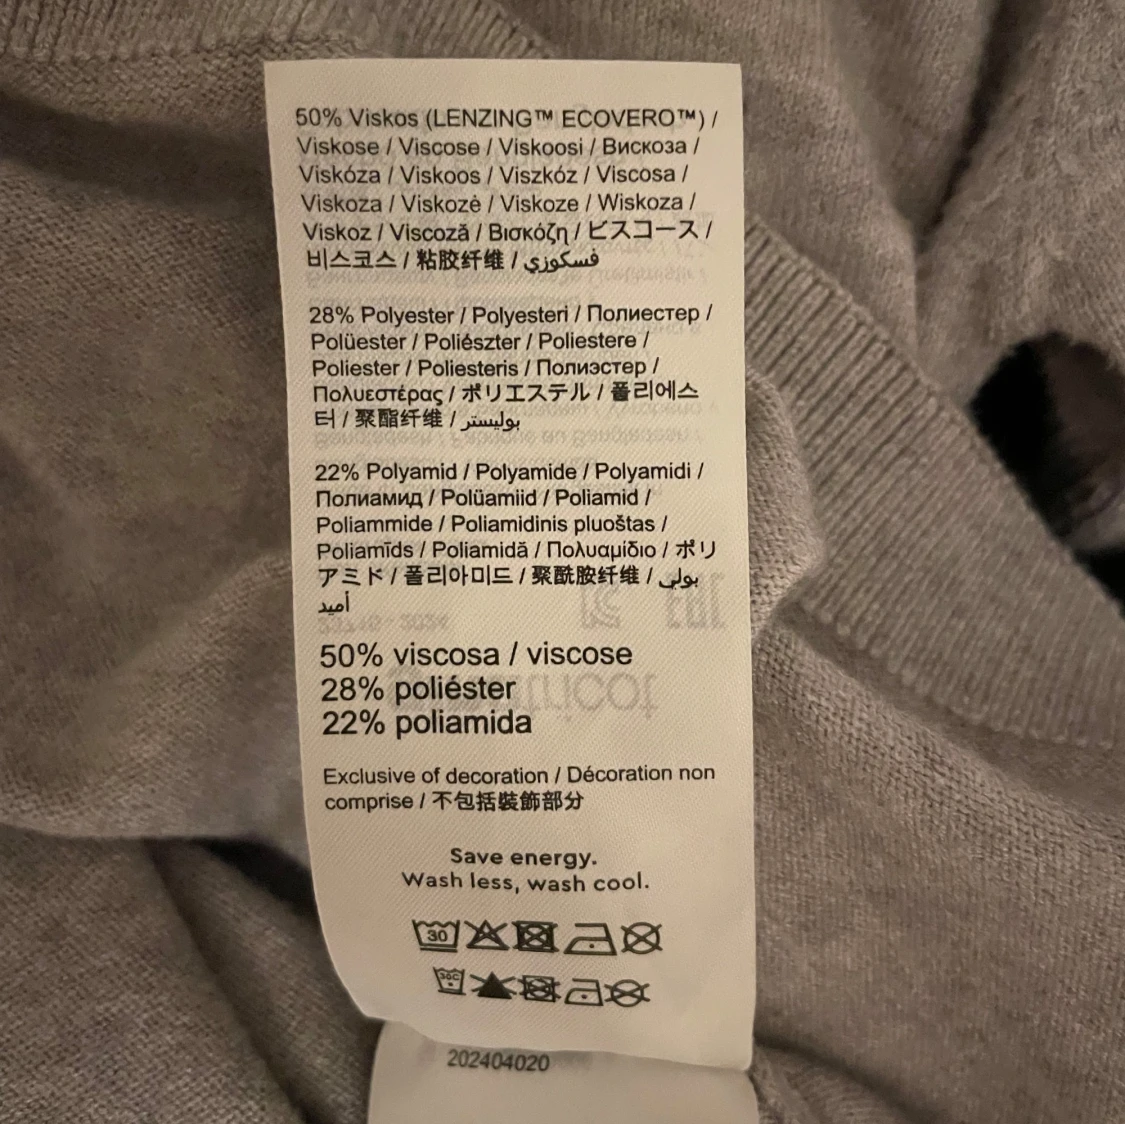 50% Viskos (LENZING™ ECOVERO™) /
Viskose / Viscose / Viskoosi / Вискоза /
Viskóza / Viskoos / Viszkóz / Viscosa /
Viskoza / Viskozė / Viskoze / Wiskoza /
Viskoz / Viscoză / Βισκόζη / ビスコース /
비스코스 / 粘胶纤维 / فسكوزي
28% Polyester / Polyesteri / Полиестер /
Polüester / Poliészter / Poliestere /
Poliester / Poliesteris / Полиэстер /
Πολυεστέρας / ポリエステル / 폴리에스
터 / 聚酯纤维 / بوليستر
22% Polyamid / Polyamide / Polyamidi /
Полиамид / Polüamiid / Poliamid /
Poliammide / Poliamidinis pluoštas /
Poliamīds / Poliamidă / Πολυαμίδιο / ポリ
アミド / 폴리아미드 / 聚酰胺纤维 / بولي
أميد
50% viscosa / viscose
28% poliéster
22% poliamida
Exclusive of decoration / Décoration non
comprise / 不包括裝飾部分
Save energy.
Wash less, wash cool.
30
30C
202404020